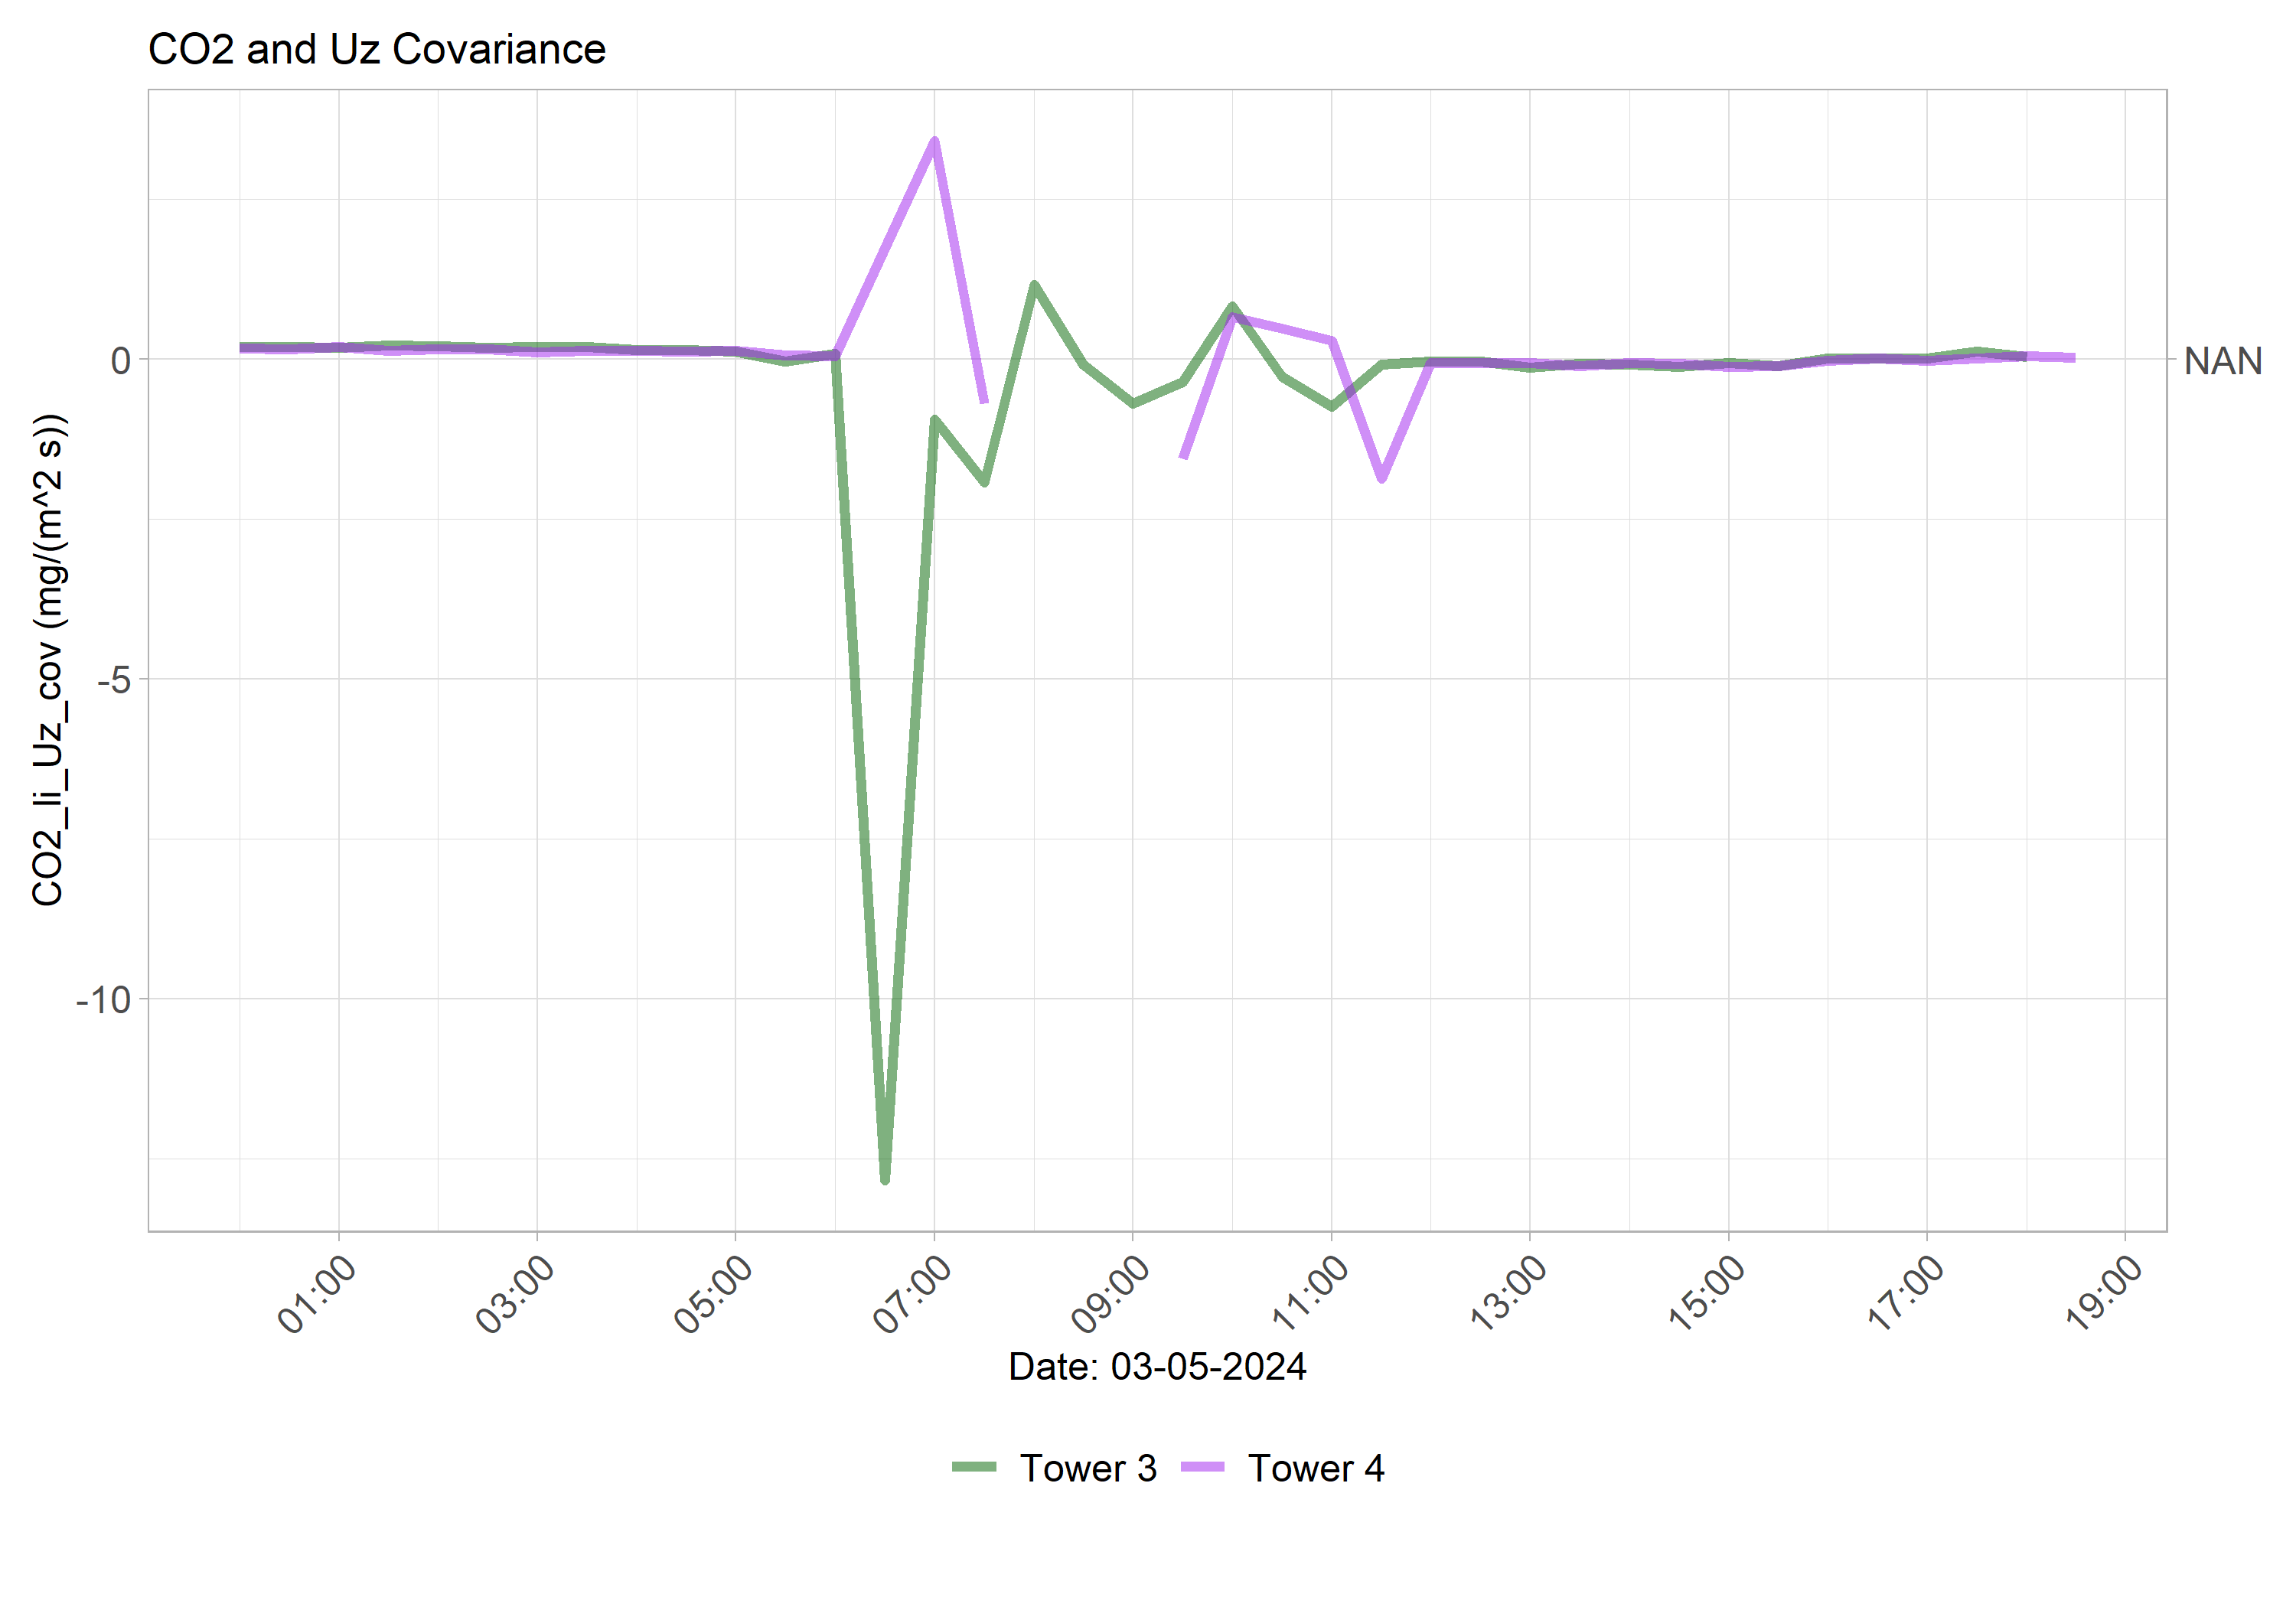 CO2 and Uz Covariance
CO2_li_Uz_cov (mg/(m^2 s))
0
-5
-10
NAN
01:00
03:00
05:00
07:00
09:00
11:00
13:00
15:00
17:00
19:00
Date: 03-05-2024
Tower 3
Tower 4